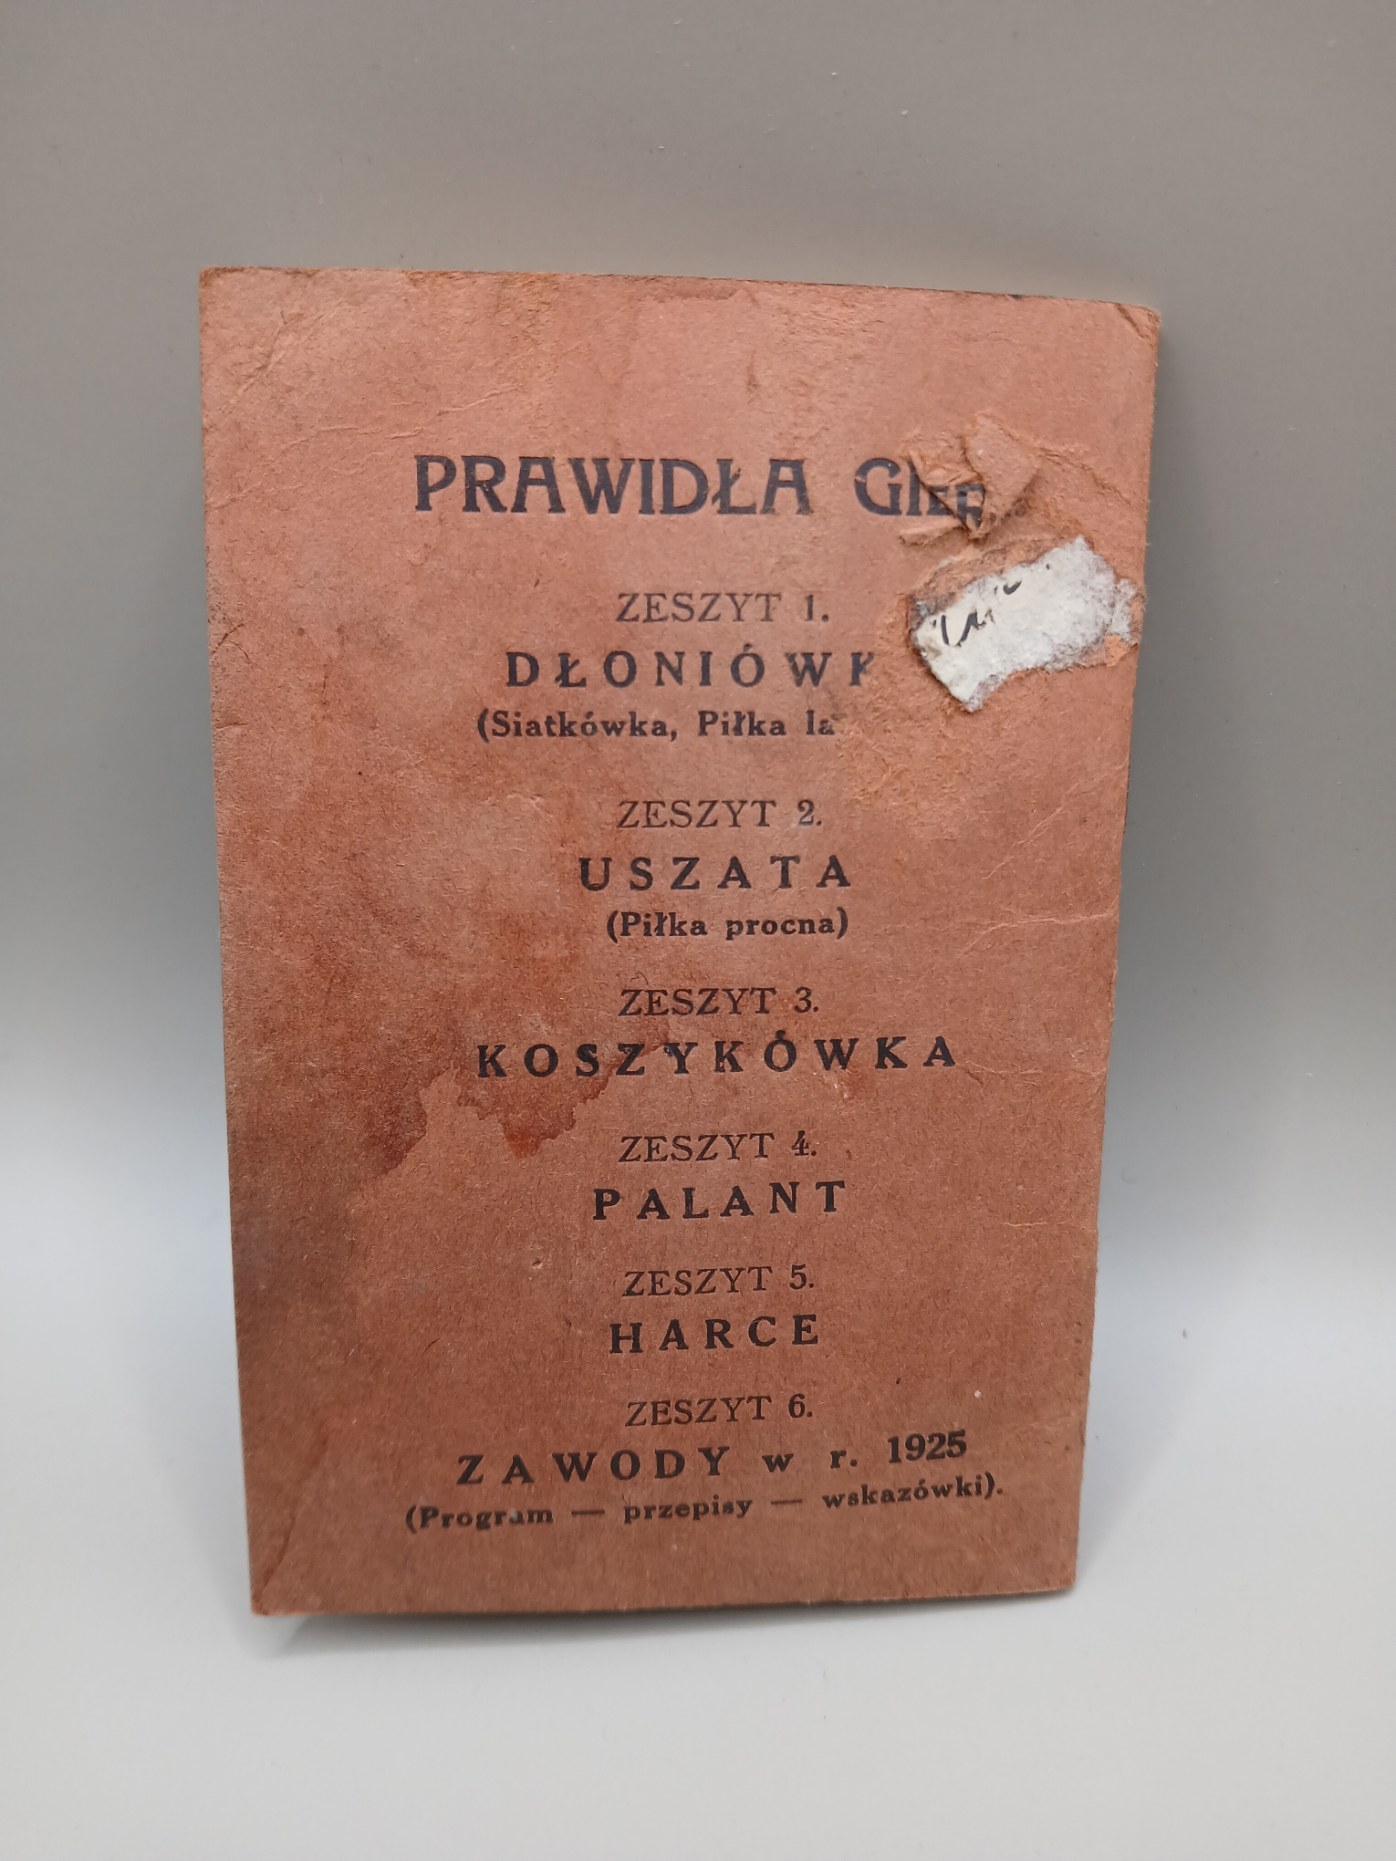 PRAWIDŁA GIER
ZESZYT 1.
DŁONIÓWK
(Siatkówka, Piłka la
ZESZYT 2.
USZATA
(Piłka procna)
ZESZYT 3.
KOSZYKÓWKA
ZESZYT 4.
PALANT
ZESZYT 5.
HARCE
ZESZYT 6.
ZAWODY w r. 1925
(Program — przepisy — wskazówki).